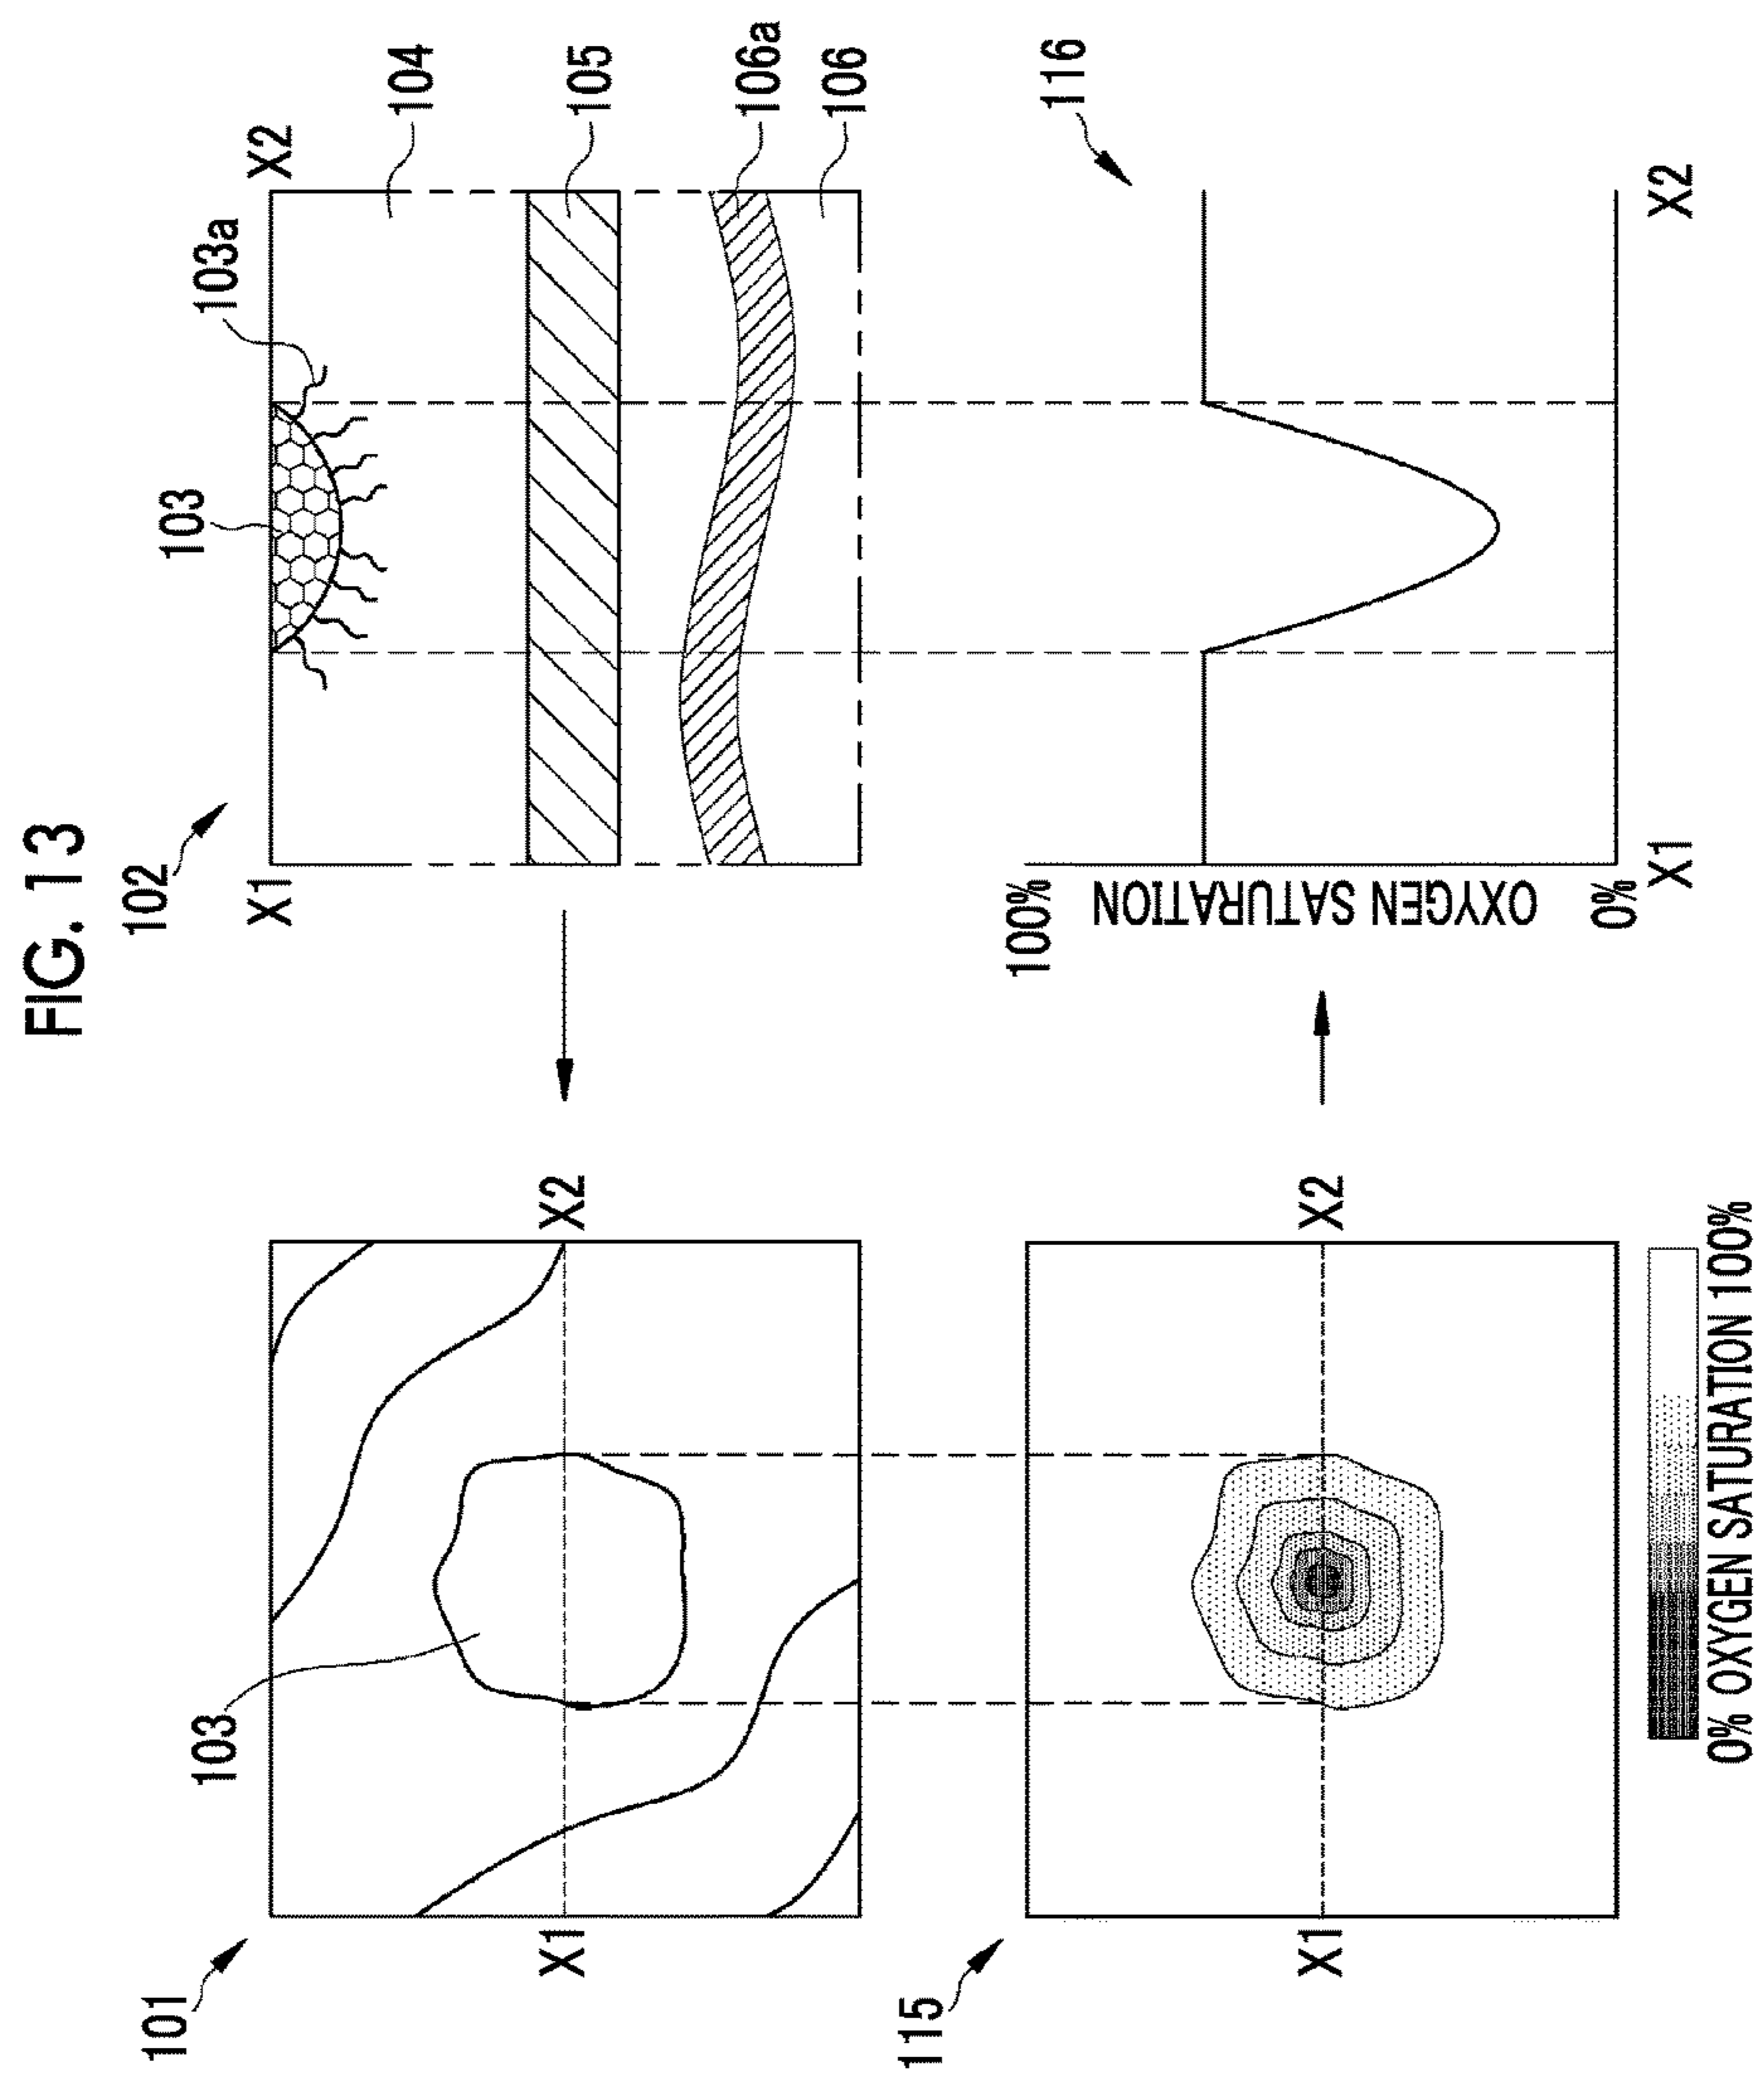 FIG. 13
101
103
X1
X2
102
103
103a
X1
X2
104
105
106a
106
115
X1
X2
0% OXYGEN SATURATION 100%
116
100%
OXYGEN SATURATION
0%
X1
X2